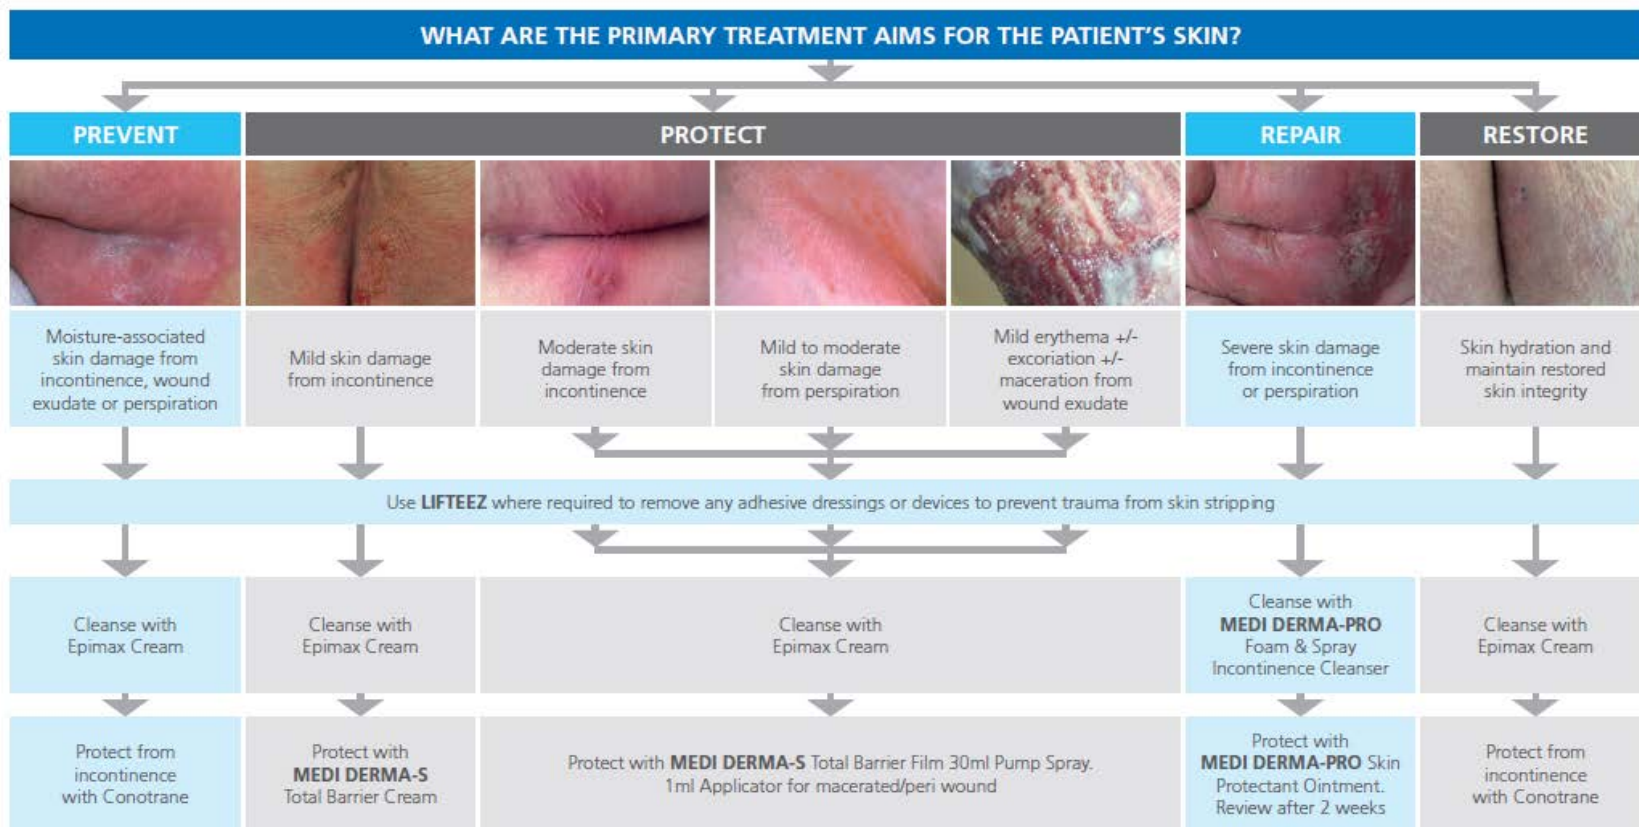 WHAT ARE THE PRIMARY TREATMENT AIMS FOR THE PATIENT'S SKIN?
PREVENT
PROTECT
REPAIR
RESTORE
Moisture-associated
skin damage from
incontinence, wound
exudate or perspiration
Mild skin damage
from incontinence
Moderate skin
damage from
incontinence
Mild to moderate
skin damage
from perspiration
Mild erythema +/-
excoriation +/-
maceration from
wound exudate
Severe skin damage
from incontinence
or perspiration
Skin hydration and
maintain restored
skin integrity
Use LIFTEEZ where required to remove any adhesive dressings or devices to prevent trauma from skin stripping
Cleanse with
Epimax Cream
Cleanse with
Epimax Cream
Cleanse with
Epimax Cream
Cleanse with
MEDI DERMA-PRO
Foam & Spray
Incontinence Cleanser
Cleanse with
Epimax Cream
Protect from
incontinence
with Conotrane
Protect with
MEDI DERMA-S
Total Barrier Cream
Protect with MEDI DERMA-S Total Barrier Film 30ml Pump Spray.
1ml Applicator for macerated/peri wound
Protect with
MEDI DERMA-PRO Skin
Protectant Ointment.
Review after 2 weeks
Protect from
incontinence
with Conotrane